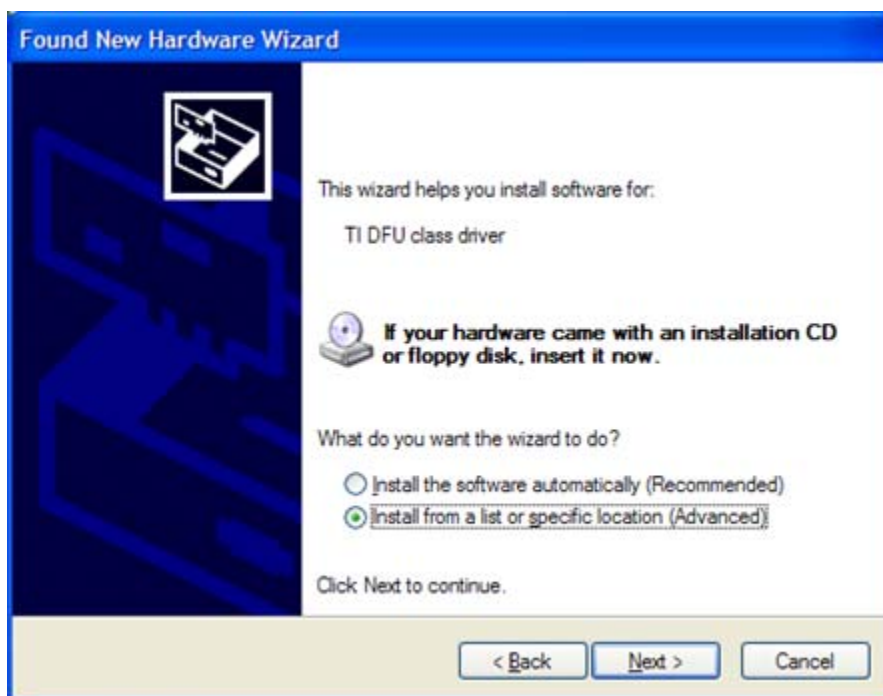 Found New Hardware Wizard
This wizard helps you install software for:
TI DFU class driver
If your hardware came with an installation CD
or floppy disk, insert it now.
What do you want the wizard to do?
Install the software automatically (Recommended)
Install from a list or specific location (Advanced)
Click Next to continue.
< Back
Next >
Cancel